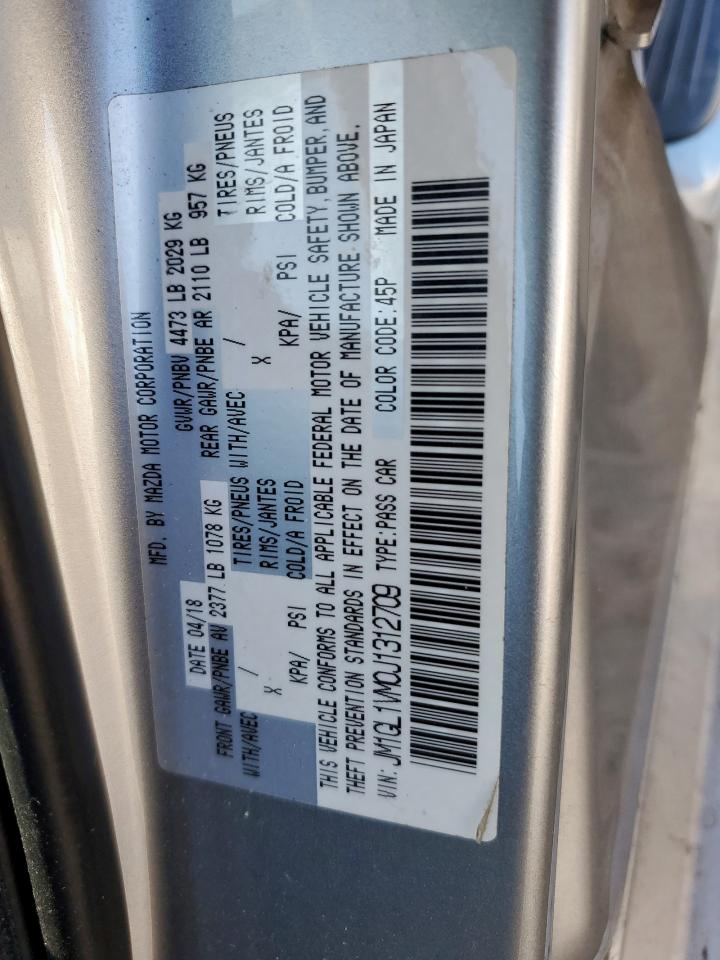 MFD. BY MAZDA MOTOR CORPORATION
DATE 04/18 GVWR/PNBV 4473 LB 2029 KG
FRONT GAWR/PNBE AV 2377 LB 1078 KG REAR GAWR/PNBE AR 2110 LB 957 KG
TIRES/PNEUS TIRES/PNEUS
WITH/AVEC / RIMS/JANTES WITH/AVEC / RIMS/JANTES
X X
KPA/ PSI COLD/A FROID KPA/ PSI COLD/A FROID
THIS VEHICLE CONFORMS TO ALL APPLICABLE FEDERAL MOTOR VEHICLE SAFETY, BUMPER, AND
THEFT PREVENTION STANDARDS IN EFFECT ON THE DATE OF MANUFACTURE SHOWN ABOVE.
VIN: JM1GL1VM0J1312709 TYPE:PASS CAR COLOR CODE:45P MADE IN JAPAN